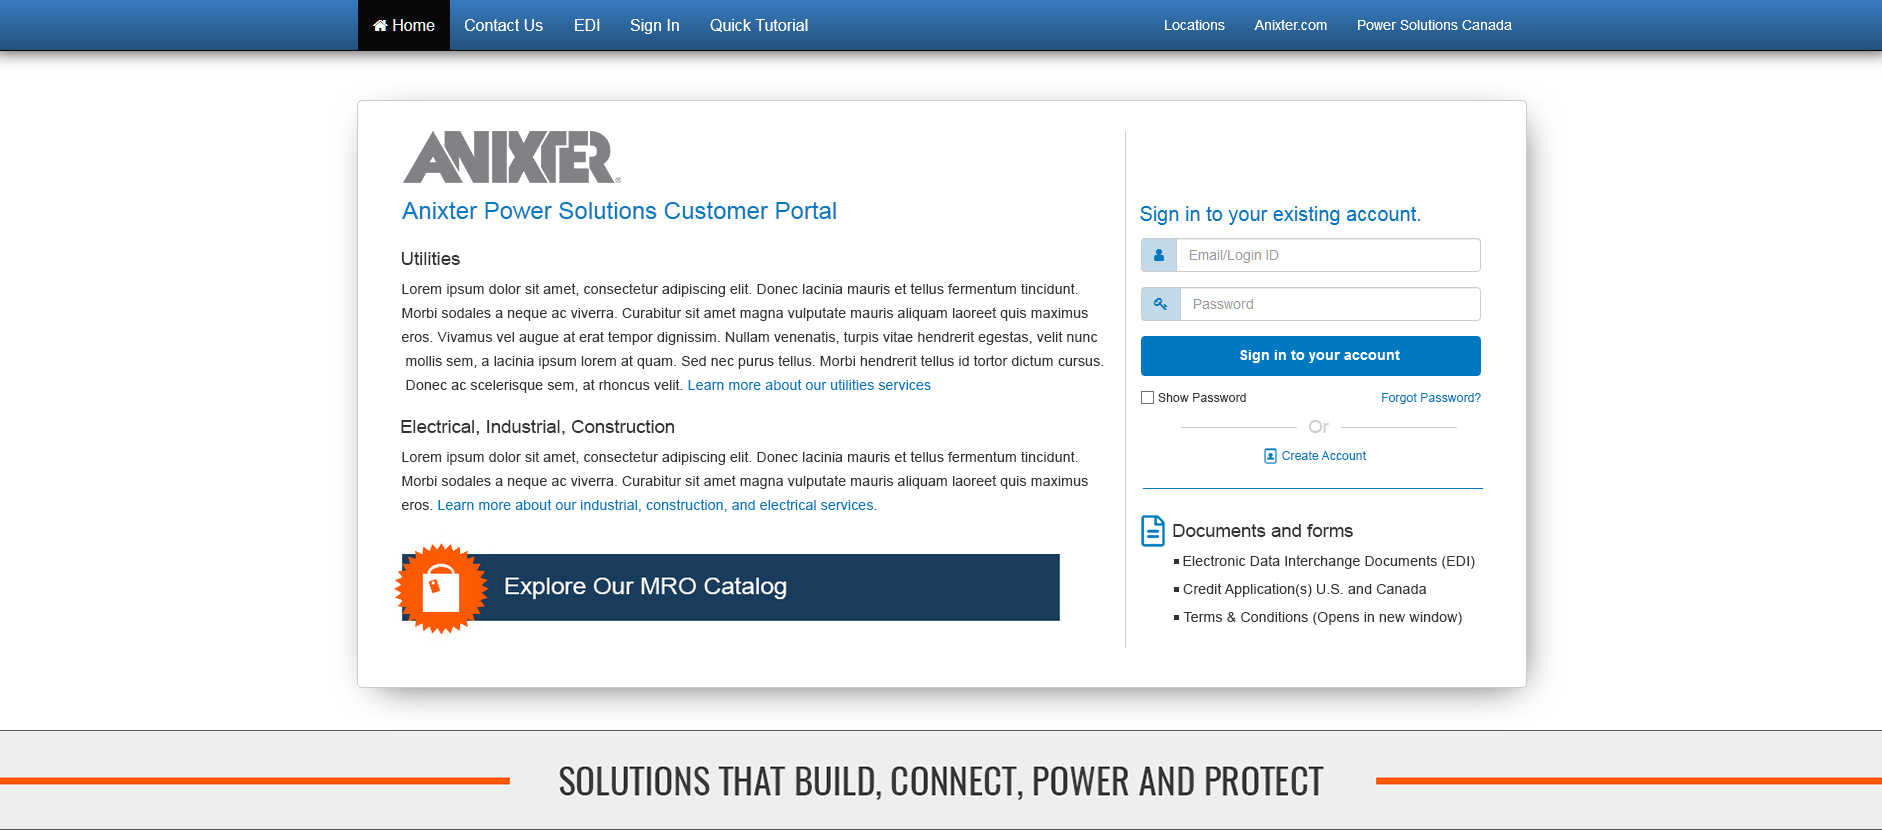 Home
Contact Us
EDI
Sign In
Quick Tutorial
Locations
Anixter.com
Power Solutions Canada
ANIXTER®
Anixter Power Solutions Customer Portal
Utilities
Lorem ipsum dolor sit amet, consectetur adipiscing elit. Donec lacinia mauris et tellus fermentum tincidunt.
Morbi sodales a neque ac viverra. Curabitur sit amet magna vulputate mauris aliquam laoreet quis maximus
eros. Vivamus vel augue at erat tempor dignissim. Nullam venenatis, turpis vitae hendrerit egestas, velit nunc
mollis sem, a lacinia ipsum lorem at quam. Sed nec purus tellus. Morbi hendrerit tellus id tortor dictum cursus.
Donec ac scelerisque sem, at rhoncus velit. Learn more about our utilities services
Electrical, Industrial, Construction
Lorem ipsum dolor sit amet, consectetur adipiscing elit. Donec lacinia mauris et tellus fermentum tincidunt.
Morbi sodales a neque ac viverra. Curabitur sit amet magna vulputate mauris aliquam laoreet quis maximus
eros. Learn more about our industrial, construction, and electrical services.
Explore Our MRO Catalog
Sign in to your existing account.
Email/Login ID
Password
Sign in to your account
Show Password
Forgot Password?
Or
Create Account
Documents and forms
Electronic Data Interchange Documents (EDI)
Credit Application(s) U.S. and Canada
Terms & Conditions (Opens in new window)
SOLUTIONS THAT BUILD, CONNECT, POWER AND PROTECT